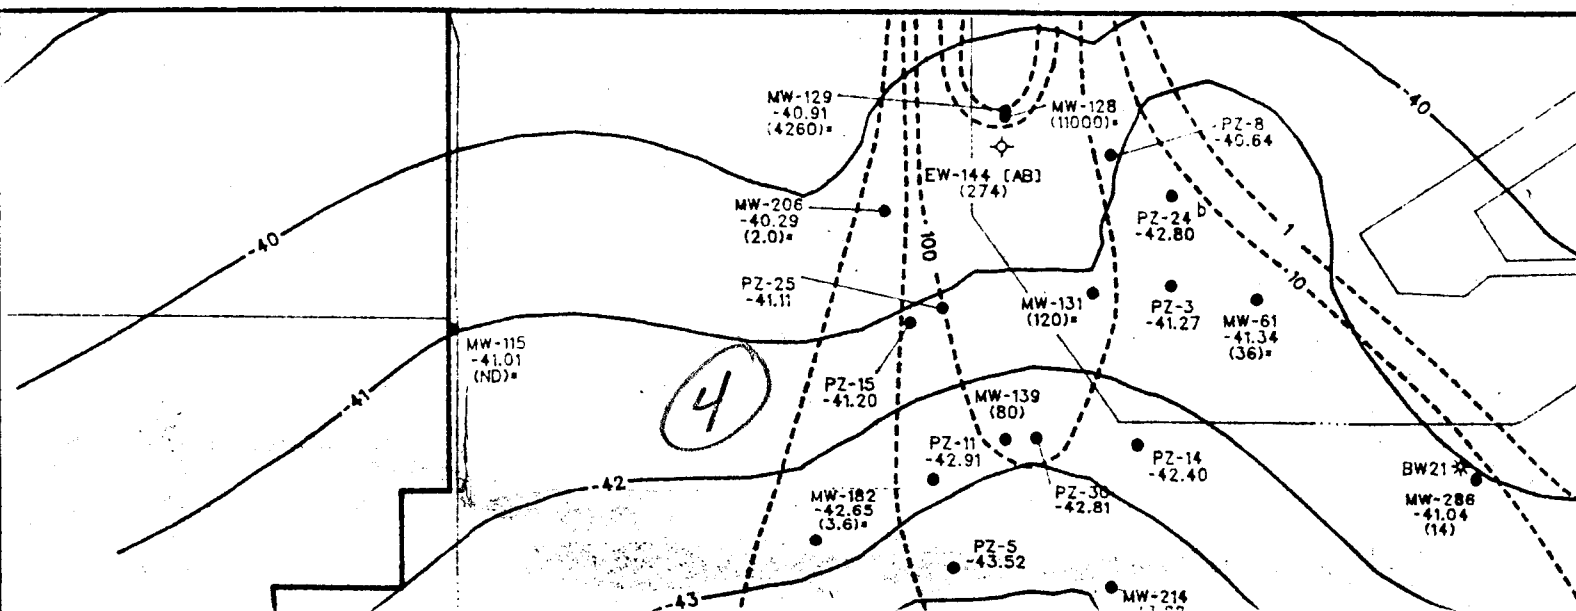 MW-129
-40.91
(4260)*
MW-128
(11000)*
-40
PZ-8
-40.64
EW-144 [AB]
(274)
MW-206
-40.29
(2.0)*
PZ-24
-42.80
b
-40
100
1
10
PZ-25
-41.11
MW-131
(120)*
PZ-3
-41.27
MW-61
-41.34
(36)*
MW-115
-41.01
(ND)*
-41
4
PZ-15
-41.20
MW-139
(80)
PZ-11
-42.91
PZ-14
-42.40
BW21
-42
MW-182
-42.65
(3.6)*
PZ-30
-42.81
MW-286
-41.04
(14)
PZ-5
-43.52
-43
MW-214